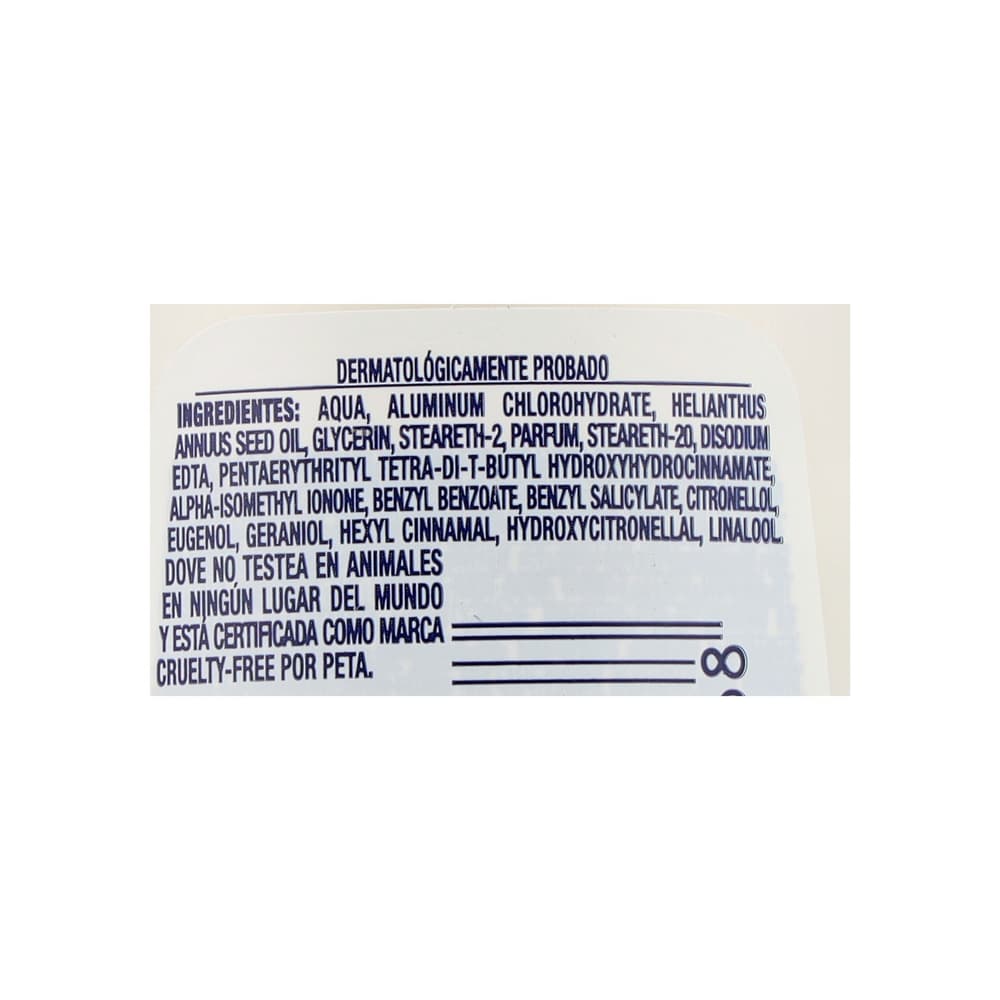 DERMATOLÓGICAMENTE PROBADO
INGREDIENTES: AQUA, ALUMINUM CHLOROHYDRATE, HELIANTHUS
ANNUUS SEED OIL, GLYCERIN, STEARETH-2, PARFUM, STEARETH-20, DISODIUM
EDTA, PENTAERYTHRITYL TETRA-DI-T-BUTYL HYDROXYHYDROCINNAMATE,
ALPHA-ISOMETHYL IONONE, BENZYL BENZOATE, BENZYL SALICYLATE, CITRONELLOL,
EUGENOL, GERANIOL, HEXYL CINNAMAL, HYDROXYCITRONELLAL, LINALOOL.
DOVE NO TESTEA EN ANIMALES
EN NINGÚN LUGAR DEL MUNDO
Y ESTÁ CERTIFICADA COMO MARCA
CRUELTY-FREE POR PETA.
8